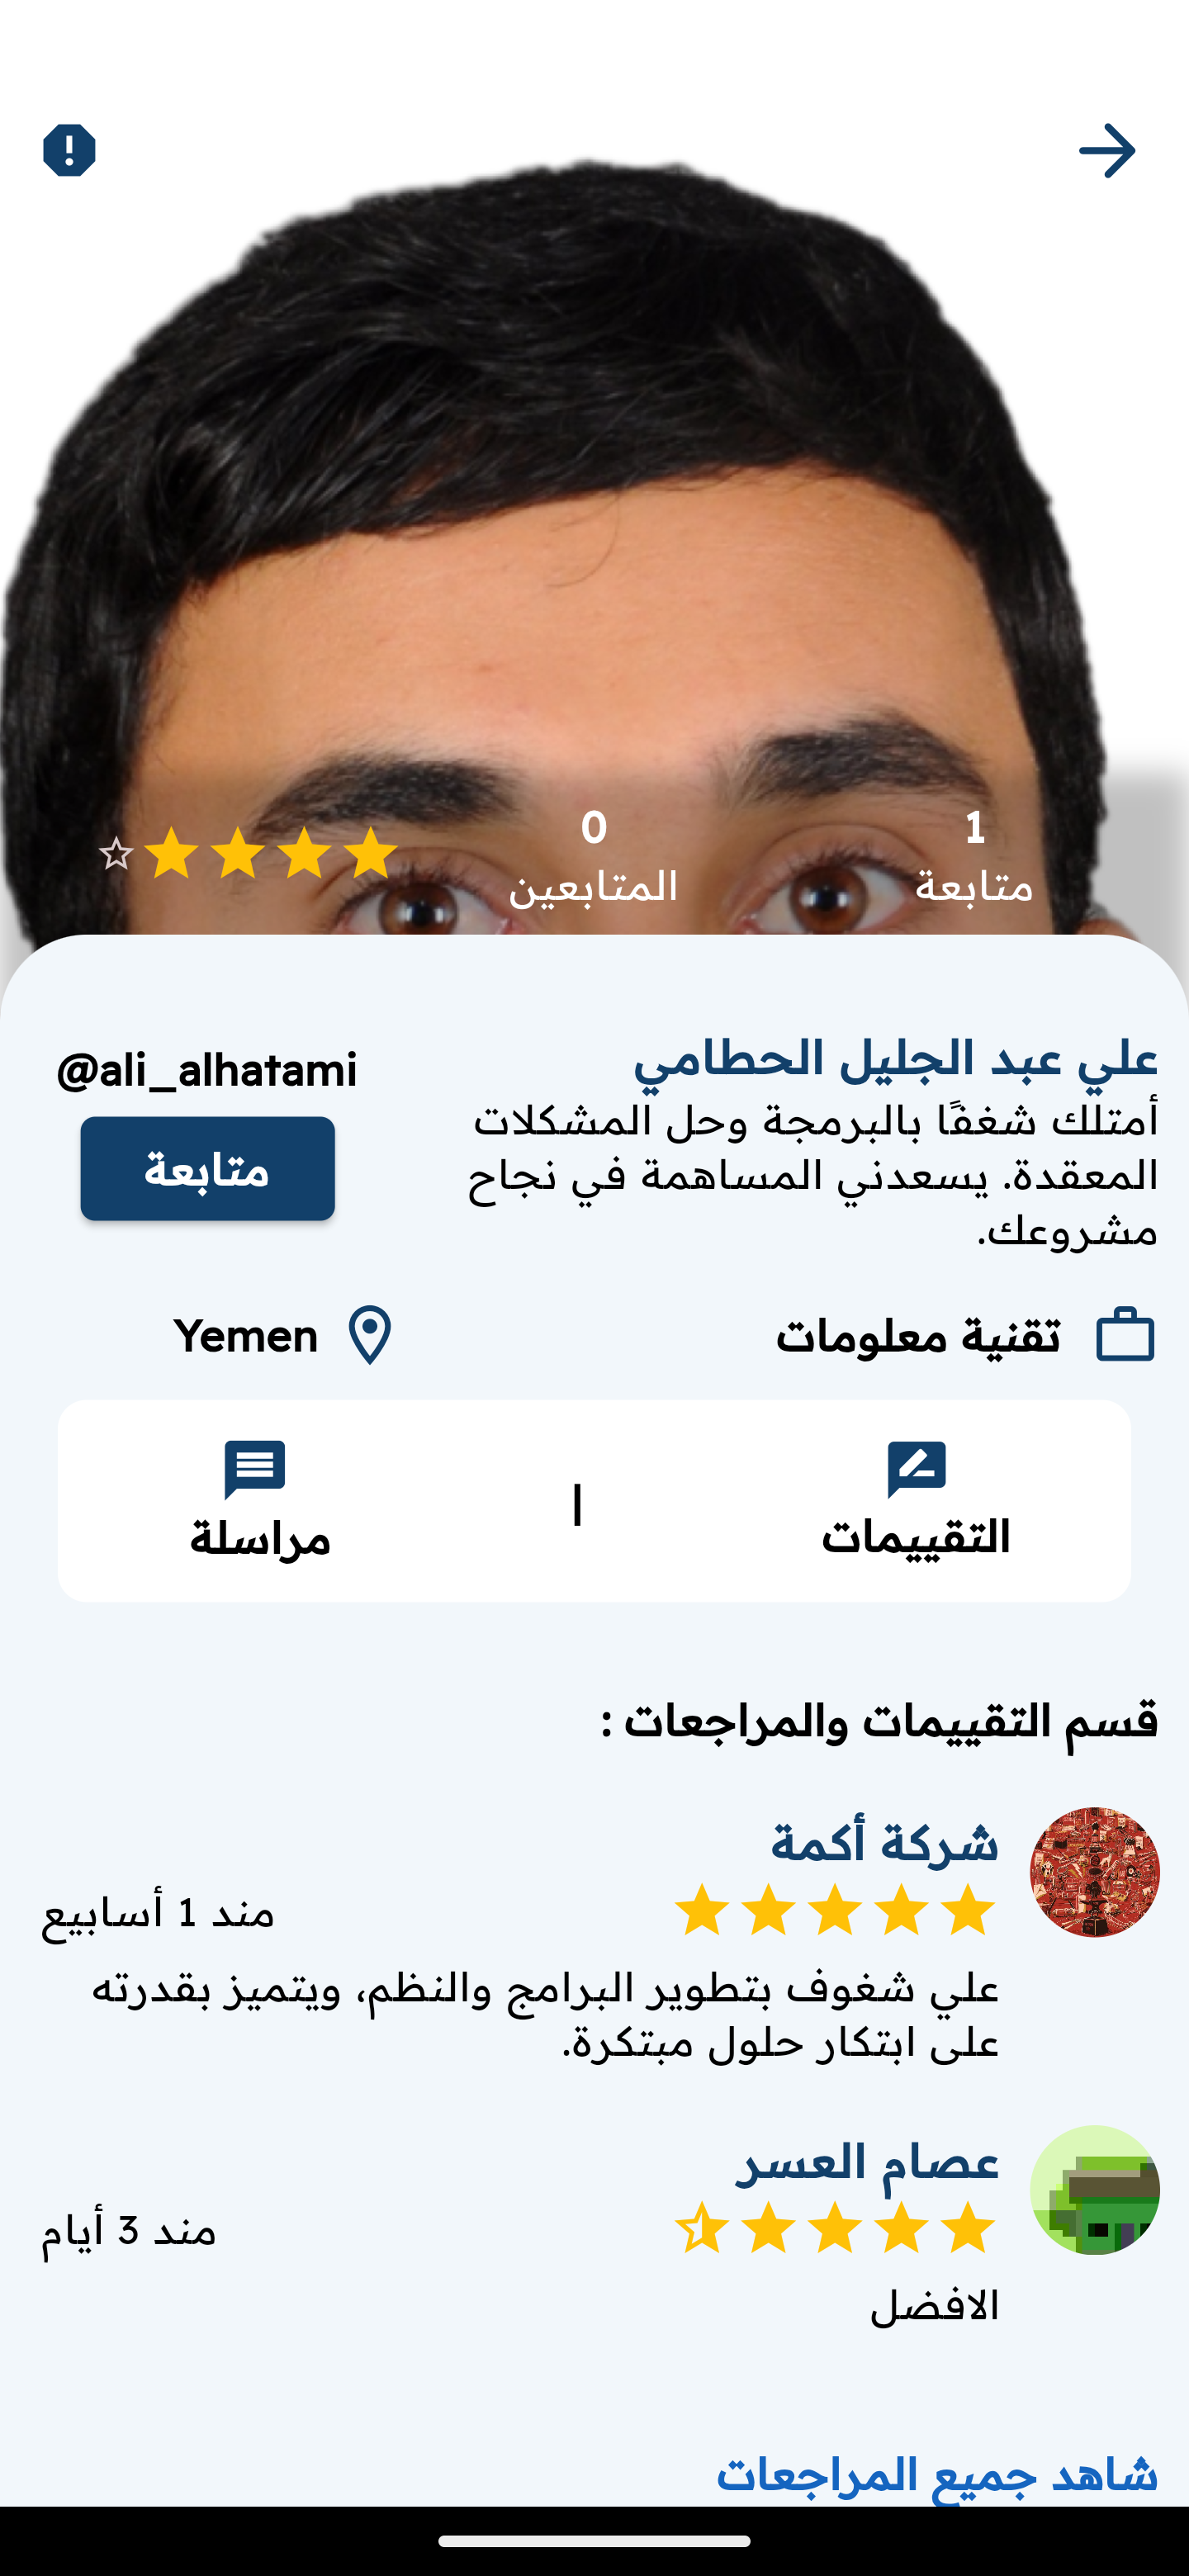 1
متابعة
0
المتابعين
علي عبد الجليل الحطامي
@ali_alhatami
أمتلك شغفًا بالبرمجة وحل المشكلات
المعقدة. يسعدني المساهمة في نجاح
مشروعك.
متابعة
تقنية معلومات
Yemen
التقييمات
|
مراسلة
قسم التقييمات والمراجعات :
شركة أكمة
مند 1 أسابيع
علي شغوف بتطوير البرامج والنظم، ويتميز بقدرته
على ابتكار حلول مبتكرة.
عصام العسر
مند 3 أيام
الافضل
شاهد جميع المراجعات